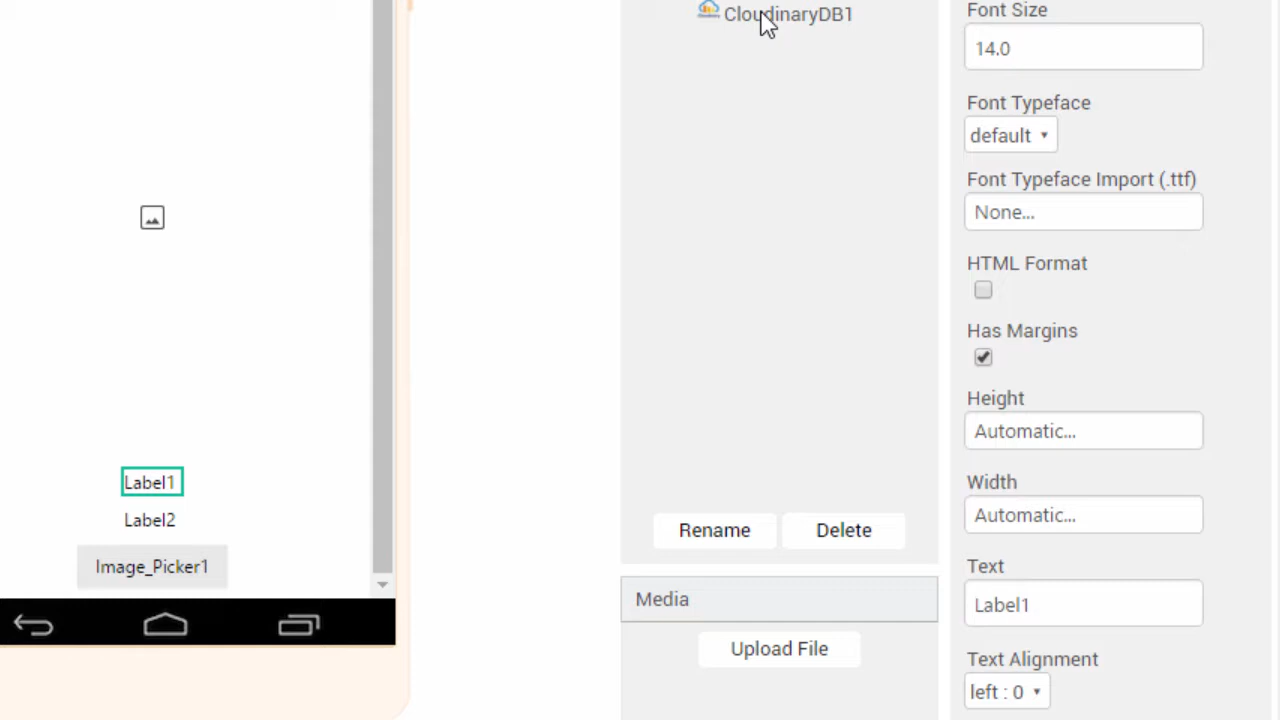 CloudinaryDB1
Label1
Label2
Image_Picker1
Rename
Delete
Media
Upload File
Font Size
14.0
Font Typeface
default
Font Typeface Import (.ttf)
None...
HTML Format
Has Margins
Height
Automatic...
Width
Automatic...
Text
Label1
Text Alignment
left : 0